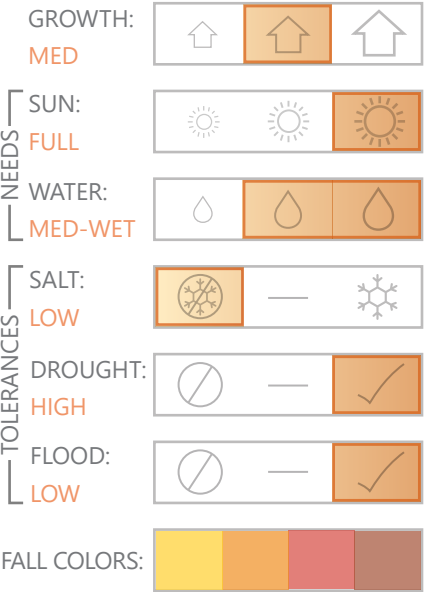 GROWTH:
MED
NEEDS
SUN:
FULL
WATER:
MED-WET
TOLERANCES
SALT:
LOW
DROUGHT:
HIGH
FLOOD:
LOW
FALL COLORS: